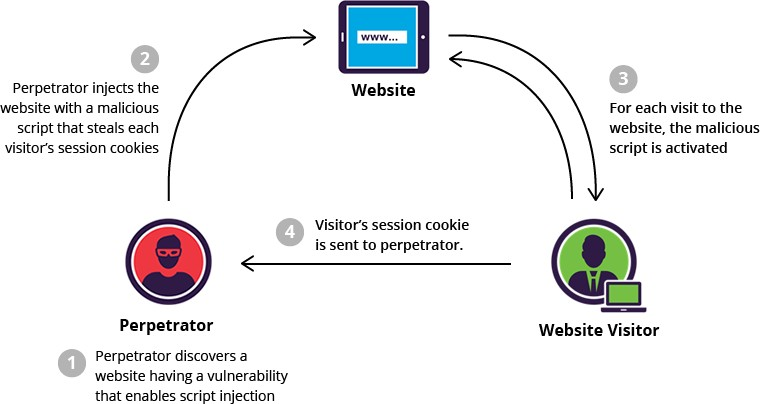 www...
Website
2
Perpetrator injects the
website with a malicious
script that steals each
visitor's session cookies
3
For each visit to the
website, the malicious
script is activated
4
Visitor's session cookie
is sent to perpetrator.
Perpetrator
Website Visitor
1
Perpetrator discovers a
website having a vulnerability
that enables script injection